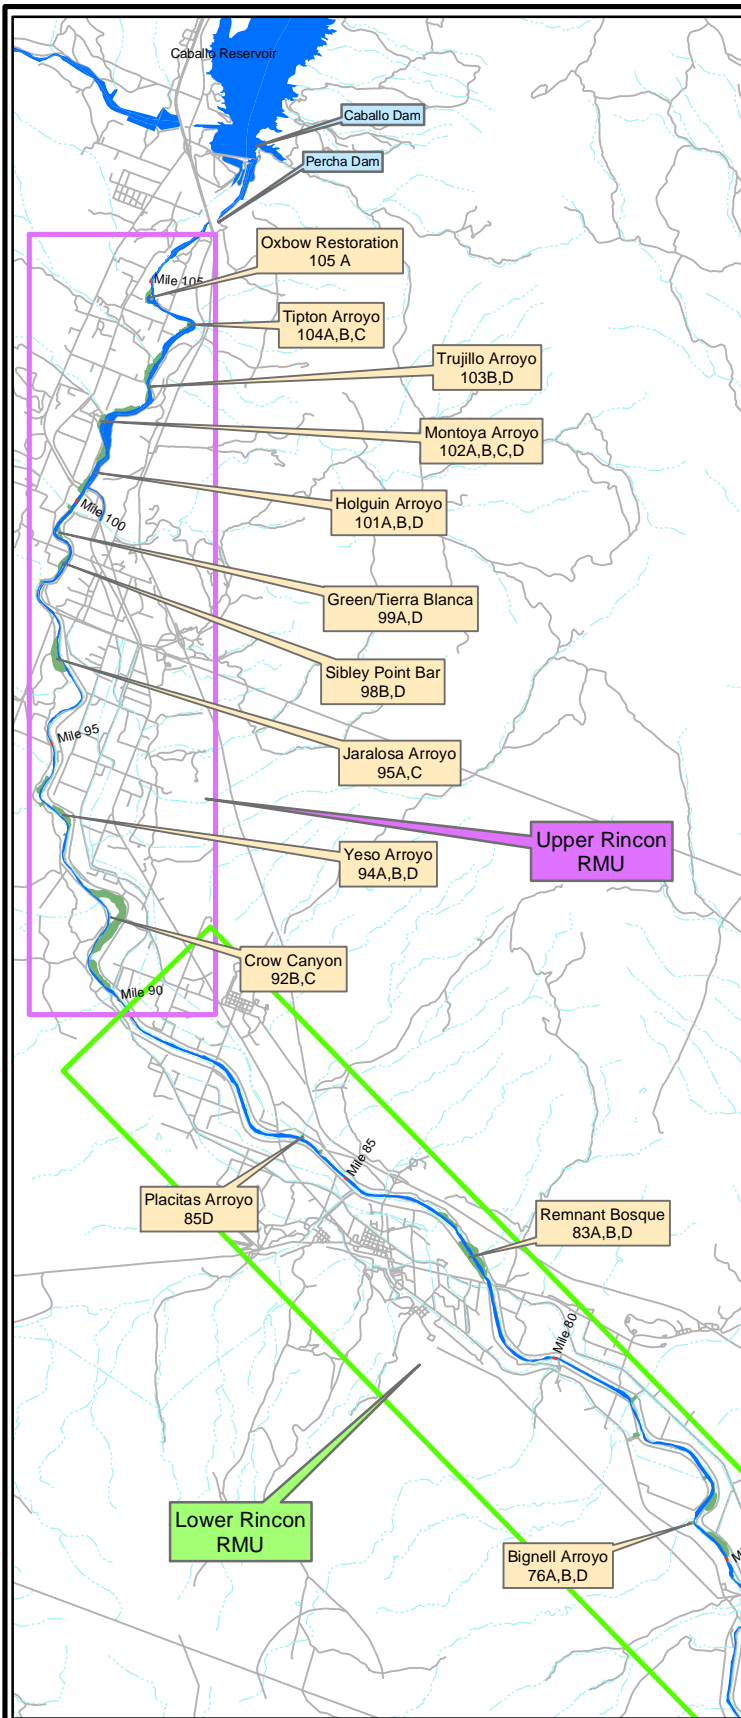 Caballo Reservoir
Caballo Dam
Percha Dam
Oxbow Restoration
105 A
Mile 105
Tipton Arroyo
104A,B,C
Trujillo Arroyo
103B,D
Montoya Arroyo
102A,B,C,D
Holguin Arroyo
101A,B,D
Mile 100
Green/Tierra Blanca
99A,D
Sibley Point Bar
98B,D
Mile 95
Jaralosa Arroyo
95A,C
Upper Rincon
RMU
Yeso Arroyo
94A,B,D
Crow Canyon
92B,C
Mile 90
Mile 85
Placitas Arroyo
85D
Remnant Bosque
83A,B,D
Mile 80
Lower Rincon
RMU
Bignell Arroyo
76A,B,D